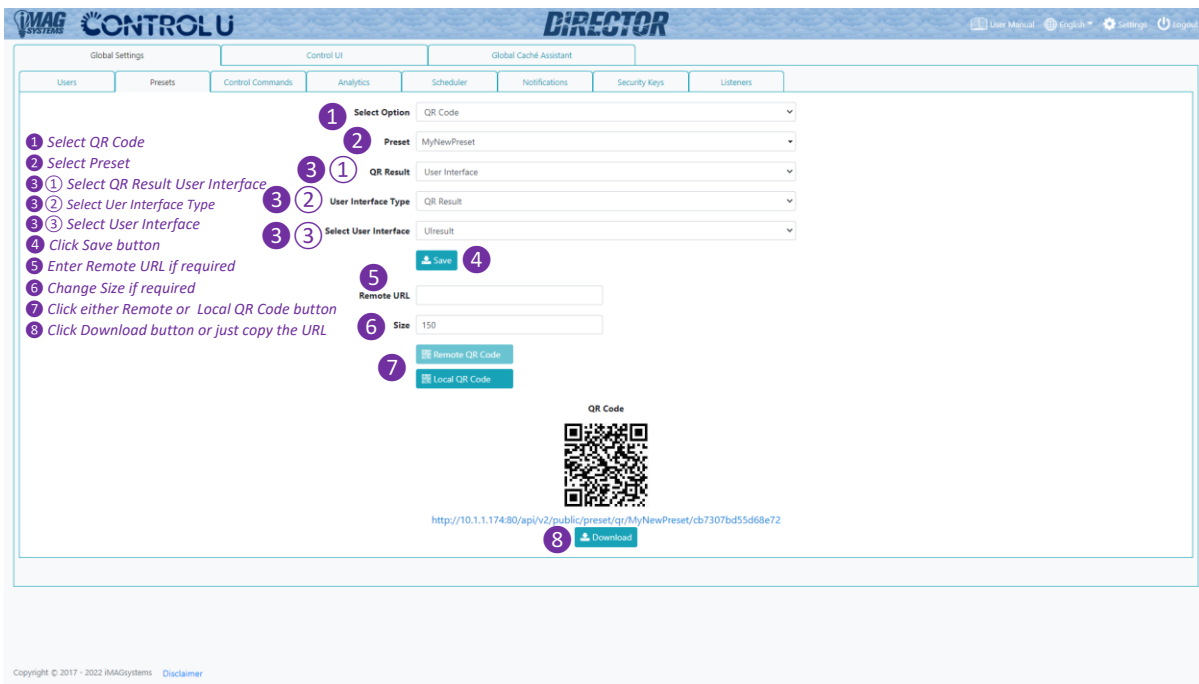 iMAG SYSTEMS CONTROL Ui DiRECTOR User Manual English Settings Logout
Global Settings Control UI Global Caché Assistant
Users Presets Control Commands Analytics Scheduler Notifications Security Keys Listeners
1 Select Option QR Code
1 Select QR Code
2 Preset MyNewPreset
2 Select Preset
3 1 QR Result User Interface
3 1 Select QR Result User Interface
3 2 User Interface Type QR Result
3 2 Select Uer Interface Type
3 3 Select User Interface UIresult
3 3 Select User Interface
4 Click Save button
Save 4
5 Enter Remote URL if required
5 Remote URL
6 Change Size if required
7 Click either Remote or Local QR Code button
6 Size 150
8 Click Download button or just copy the URL
Remote QR Code
7
Local QR Code
QR Code
http://10.1.1.174:80/api/v2/public/preset/qr/MyNewPreset/cb7307bd55d68e72
8 Download
Copyright © 2017 - 2022 iMAGsystems Disclaimer